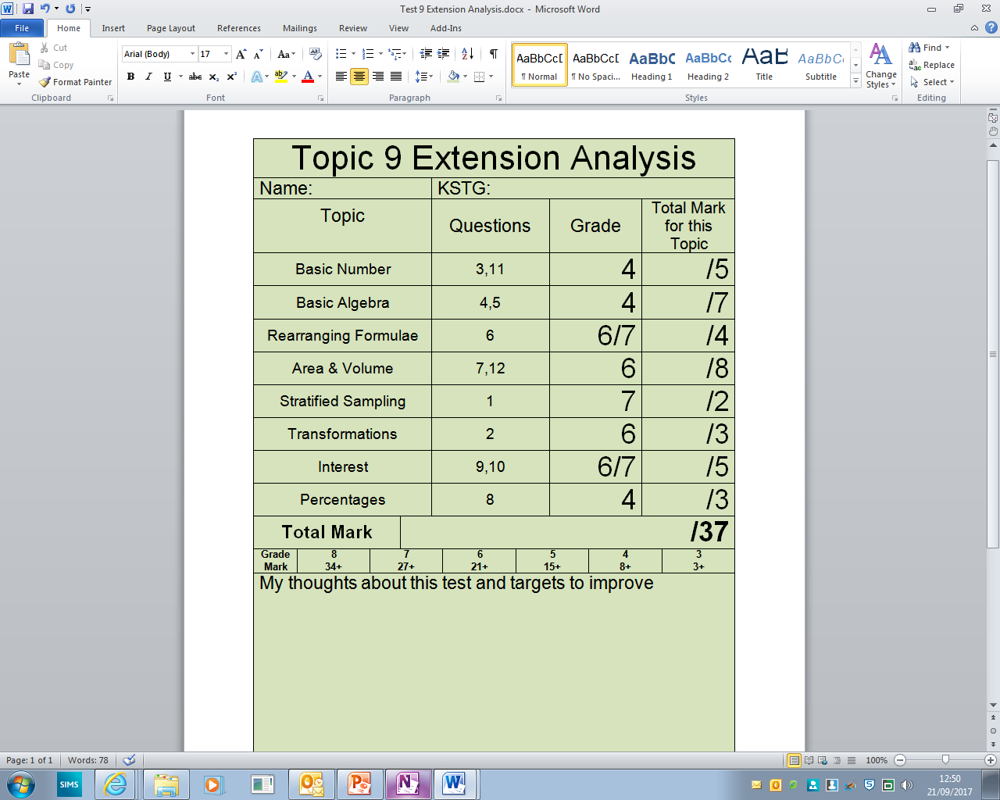 Test 9 Extension Analysis.docx - Microsoft Word
File Home Insert Page Layout References Mailings Review View Add-Ins
Paste Cut Copy Format Painter
Arial (Body) 17
¶ Normal ¶ No Spaci... Heading 1 Heading 2 Title Subtitle
Change Styles
Find Replace Select
Clipboard Font Paragraph Styles Editing
Topic 9 Extension Analysis
Name: KSTG:
Topic Questions Grade Total Mark for this Topic
Basic Number 3,11 4 /5
Basic Algebra 4,5 4 /7
Rearranging Formulae 6 6/7 /4
Area & Volume 7,12 6 /8
Stratified Sampling 1 7 /2
Transformations 2 6 /3
Interest 9,10 6/7 /5
Percentages 8 4 /3
Total Mark /37
Grade 8 7 6 5 4 3
Mark 34+ 27+ 21+ 15+ 8+ 3+
My thoughts about this test and targets to improve
Page: 1 of 1 Words: 78 100%
SIMS
12:50
21/09/2017